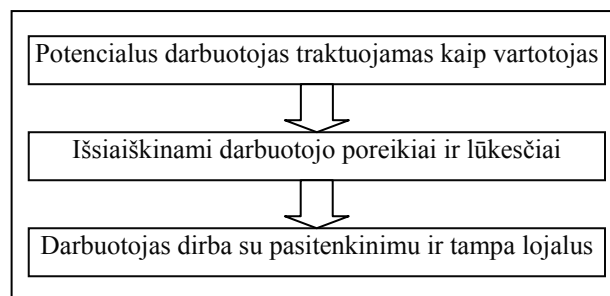 Potencialus darbuotojas traktuojamas kaip vartotojas
Išsiaiškinami darbuotojo poreikiai ir lūkesčiai
Darbuotojas dirba su pasitenkinimu ir tampa lojalus